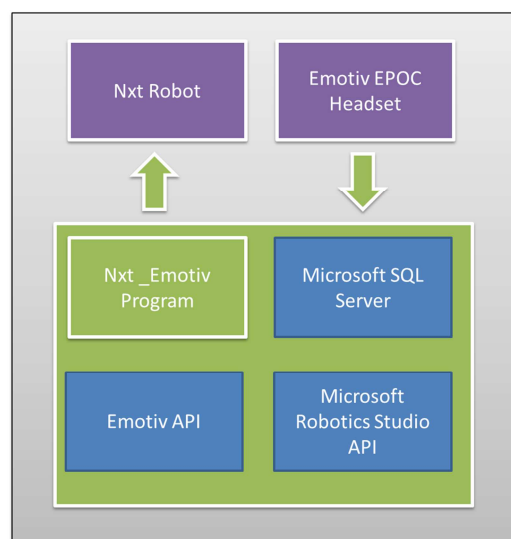 Nxt Robot
Emotiv EPOC
Headset
Nxt _Emotiv
Program
Microsoft SQL
Server
Emotiv API
Microsoft
Robotics Studio
API